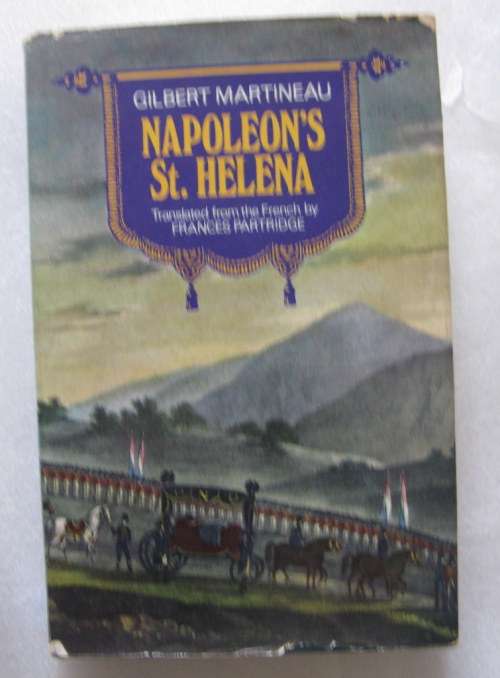 GILBERT MARTINEAU
NAPOLEON'S
St. HELENA
Translated from the French by
FRANCES PARTRIDGE